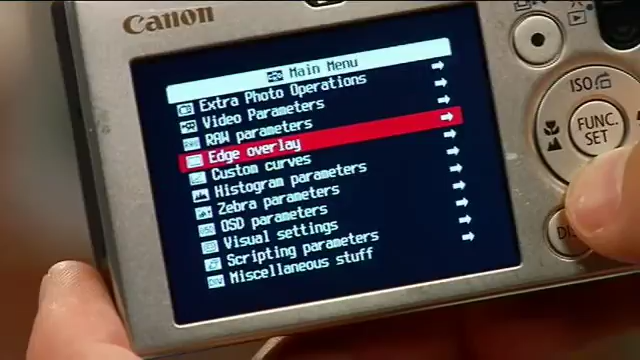 Canon
Main Menu
Extra Photo Operations
Video Parameters
RAW parameters
Edge overlay
Custom curves
Histogram parameters
Zebra parameters
OSD parameters
Visual settings
Scripting parameters
Miscellaneous stuff
ISO
FUNC.
SET